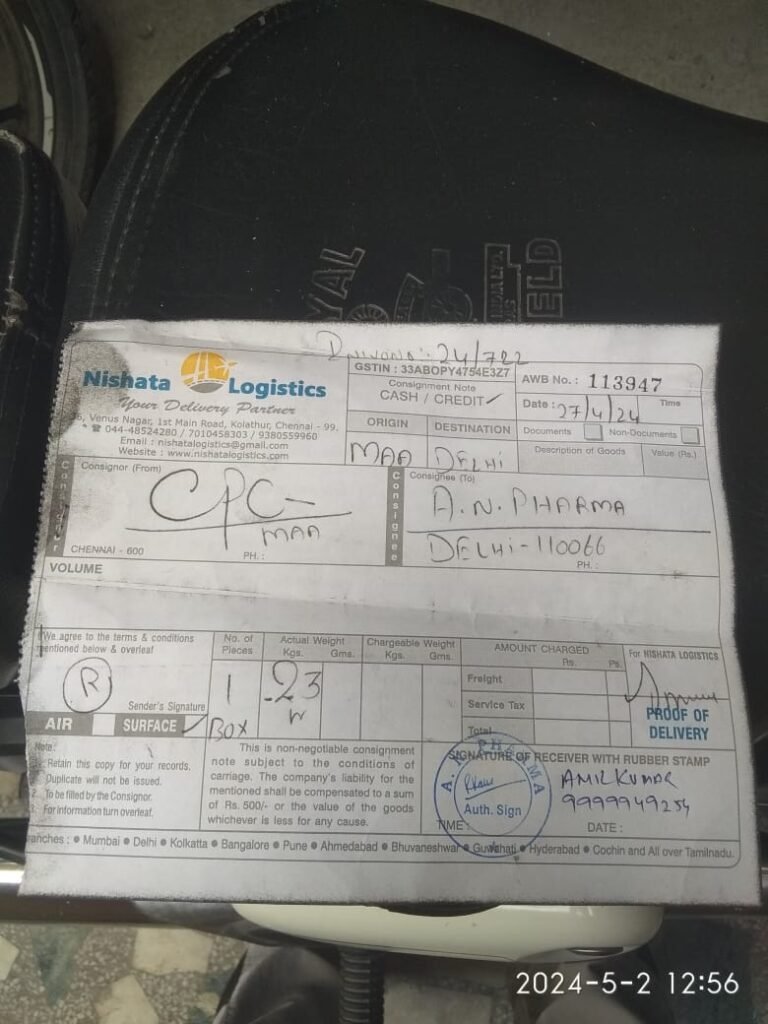 YAL
ELD
24/722
Nishata Logistics
Your Delivery Partner
Venus Nagar, 1st Main Road, Kolathur, Chennai - 99.
☎ 044-48524280 / 7010458303 / 9380559960
Email : nishatalogistics@gmail.com
Website : www.nishatalogistics.com
GSTIN : 33ABOPY4754E3Z7
Consignment Note
CASH / CREDIT ✓
ORIGIN DESTINATION
MAA DELHI
AWB No.: 113947
Date : 27/4/24 Time
Documents Non-Documents
Description of Goods Value (Rs.)
Consignor
Consignor (From)
CPC-
MAA
CHENNAI - 600 PH. :
Consignee
Consignee (To)
A.N. PHARMA
DELHI-110066
PH. :
VOLUME
We agree to the terms & conditions
mentioned below & overleaf
R
Sender's Signature
AIR SURFACE ✓
No. of
Pieces
1
BOX
Actual Weight
Kgs. Gms.
.23
Chargeable Weight
Kgs. Gms.
AMOUNT CHARGED
Rs. Ps.
Freight
Service Tax
Total
For NISHATA LOGISTICS
PROOF OF
DELIVERY
Note:
1. Retain this copy for your records.
Duplicate will not be issued.
2. To be filled by the Consignor.
3. For information turn overleaf.
This is non-negotiable consignment
note subject to the conditions of
carriage. The company's liability for the
mentioned shall be compensated to a sum
of Rs. 500/- or the value of the goods
whichever is less for any cause.
SIGNATURE OF RECEIVER WITH RUBBER STAMP
A. N. PHARMA
Auth. Sign
AMIL KUMAR
9999949254
TIME : DATE :
Branches : ● Mumbai ● Delhi ● Kolkatta ● Bangalore ● Pune ● Ahmedabad ● Bhuvaneshwar ● Guwahati ● Hyderabad ● Cochin and All over Tamilnadu.
2024-5-2 12:56